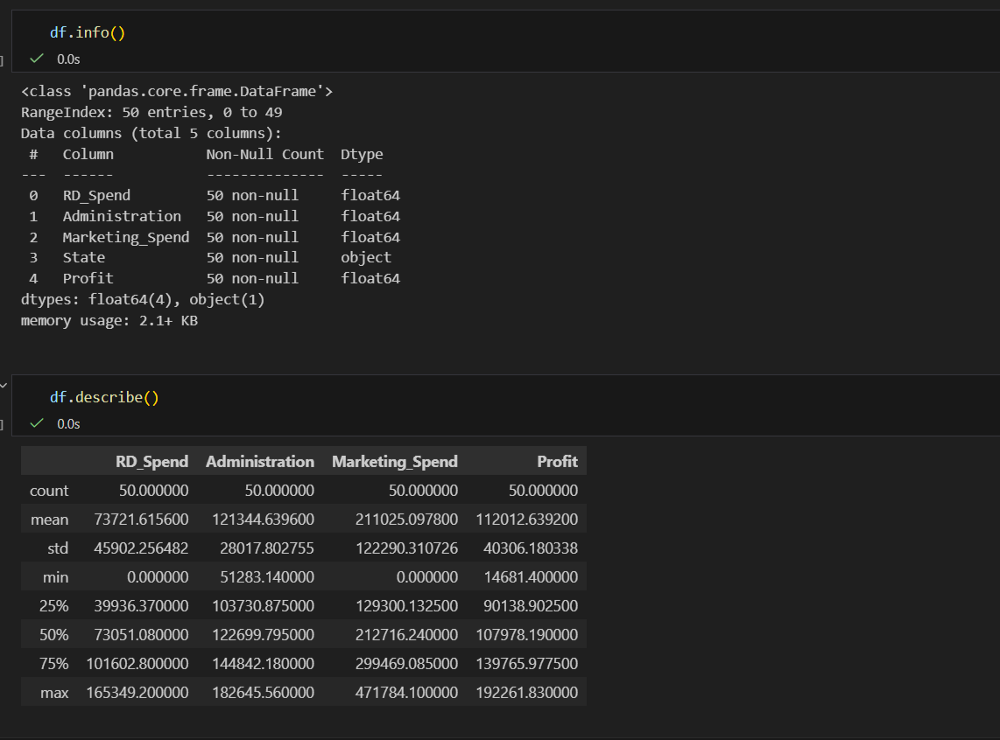 df.info()
0.0s
<class 'pandas.core.frame.DataFrame'>
RangeIndex: 50 entries, 0 to 49
Data columns (total 5 columns):
 #   Column           Non-Null Count  Dtype
---  ------           --------------  -----
 0   RD_Spend         50 non-null     float64
 1   Administration   50 non-null     float64
 2   Marketing_Spend  50 non-null     float64
 3   State            50 non-null     object
 4   Profit           50 non-null     float64
dtypes: float64(4), object(1)
memory usage: 2.1+ KB
df.describe()
0.0s
RD_Spend Administration Marketing_Spend Profit
count 50.000000 50.000000 50.000000 50.000000
mean 73721.615600 121344.639600 211025.097800 112012.639200
std 45902.256482 28017.802755 122290.310726 40306.180338
min 0.000000 51283.140000 0.000000 14681.400000
25% 39936.370000 103730.875000 129300.132500 90138.902500
50% 73051.080000 122699.795000 212716.240000 107978.190000
75% 101602.800000 144842.180000 299469.085000 139765.977500
max 165349.200000 182645.560000 471784.100000 192261.830000